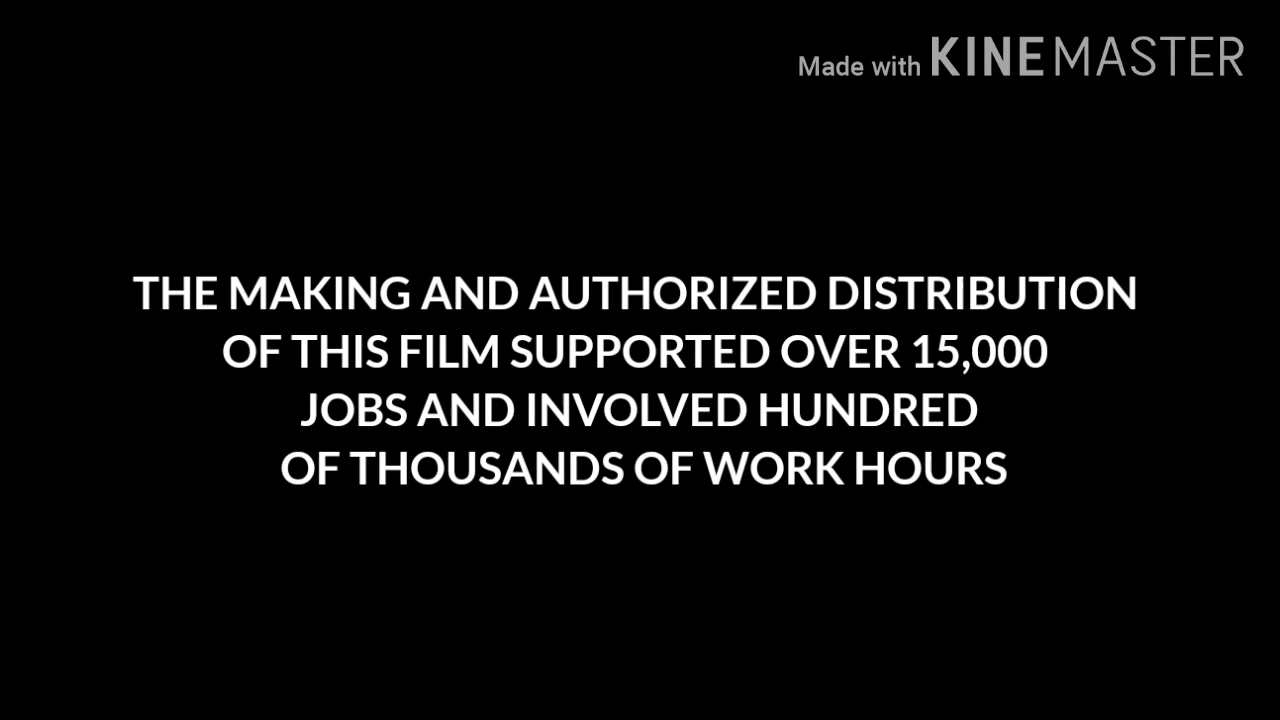 Made with KINEMASTER
THE MAKING AND AUTHORIZED DISTRIBUTION
OF THIS FILM SUPPORTED OVER 15,000
JOBS AND INVOLVED HUNDRED
OF THOUSANDS OF WORK HOURS